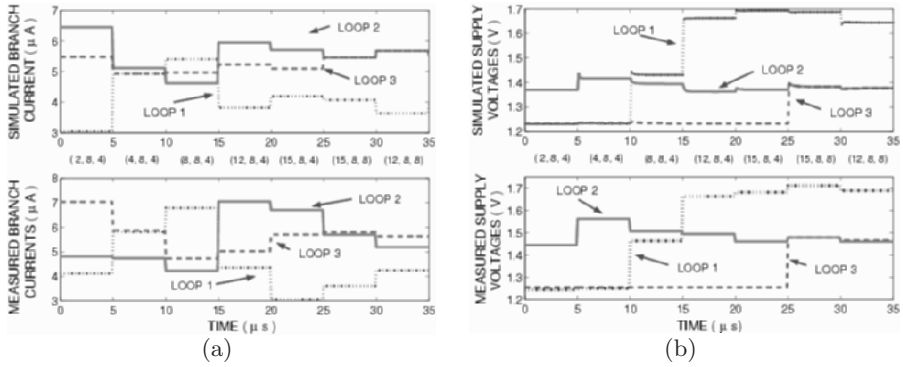 SIMULATED BRANCH CURRENT (μA)
7
6
5
4
3
LOOP 2
LOOP 3
LOOP 1
0 5 10 15 20 25 30 35
(2, 8, 4) (4, 8, 4) (8, 8, 4) (12, 8, 4) (15, 8, 4) (15, 8, 8) (12, 8, 8)
MEASURED BRANCH CURRENTS (μA)
8
6
4
LOOP 2
LOOP 3
LOOP 1
0 5 10 15 20 25 30 35
TIME (μs)
(a)
SIMULATED SUPPLY VOLTAGES (V)
1.7
1.6
1.5
1.4
1.3
1.2
LOOP 1
LOOP 2
LOOP 3
0 5 10 15 20 25 30 35
(2, 8, 4) (4, 8, 4) (8, 8, 4) (12, 8, 4) (15, 8, 4) (15, 8, 8) (12, 8, 8)
MEASURED SUPPLY VOLTAGES (V)
1.7
1.6
1.5
1.4
1.3
1.2
LOOP 2
LOOP 1
LOOP 3
0 5 10 15 20 25 30 35
TIME (μs)
(b)